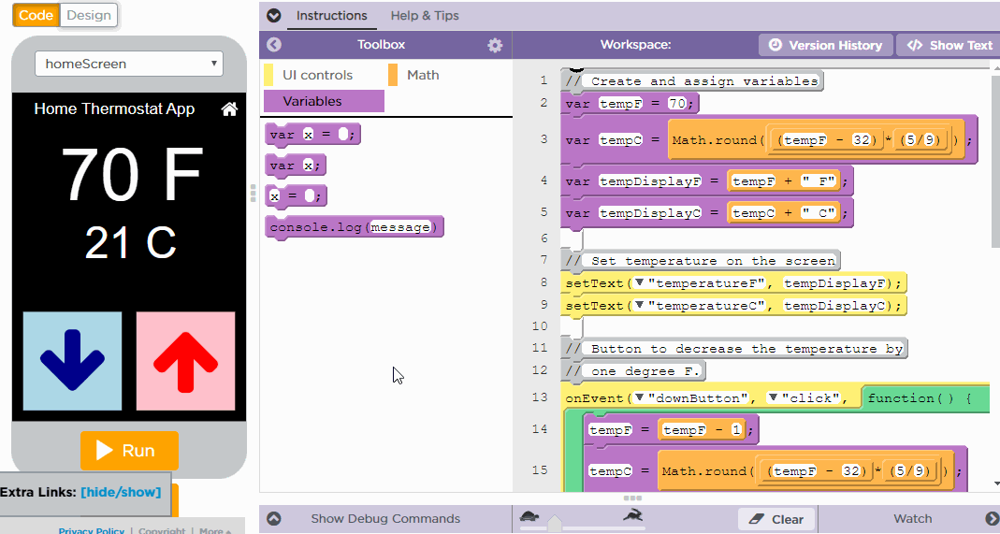 Code Design
Instructions Help & Tips
Toolbox
Workspace:
Version History
Show Text
homeScreen
Home Thermostat App
70 F
21 C
Run
Extra Links: [hide/show]
Privacy Policy | Copyright | More
UI controls
Math
Variables
var x = ;
var x;
x = ;
console.log(message)
1 // Create and assign variables
2 var tempF = 70;
3 var tempC = Math.round( (tempF - 32) * (5/9) ) ;
4 var tempDisplayF = tempF + " F" ;
5 var tempDisplayC = tempC + " C" ;
6
7 // Set temperature on the screen
8 setText( "temperatureF", tempDisplayF);
9 setText( "temperatureC", tempDisplayC);
10
11 // Button to decrease the temperature by
12 // one degree F.
13 onEvent( "downButton", "click", function( ) {
14 tempF = tempF - 1 ;
15 tempC = Math.round( (tempF - 32) * (5/9) ) ;
Show Debug Commands
Clear
Watch